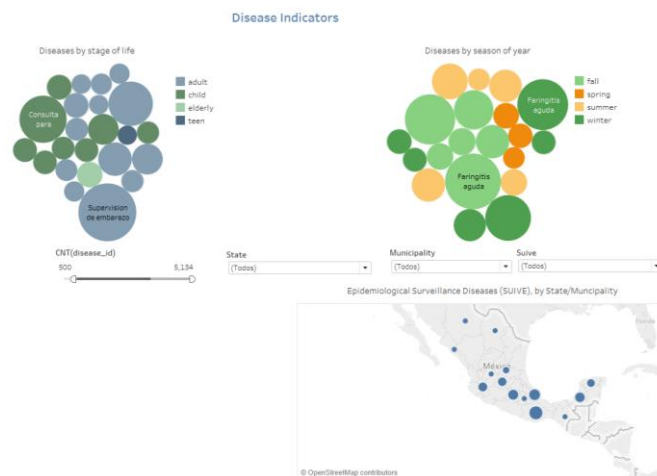 Disease Indicators
Diseases by stage of life
adult
child
elderly
teen
Consulta
para
Supervision
de embarazo
Diseases by season of year
fall
spring
summer
winter
Faringitis
aguda
Faringitis
aguda
CNT(disease_id)
500
5,134
State
(Todos)
Municipality
(Todos)
Suive
(Todos)
Epidemiological Surveillance Diseases (SUIVE), by State/Muncipality
Florida
México
© OpenStreetMap contributors